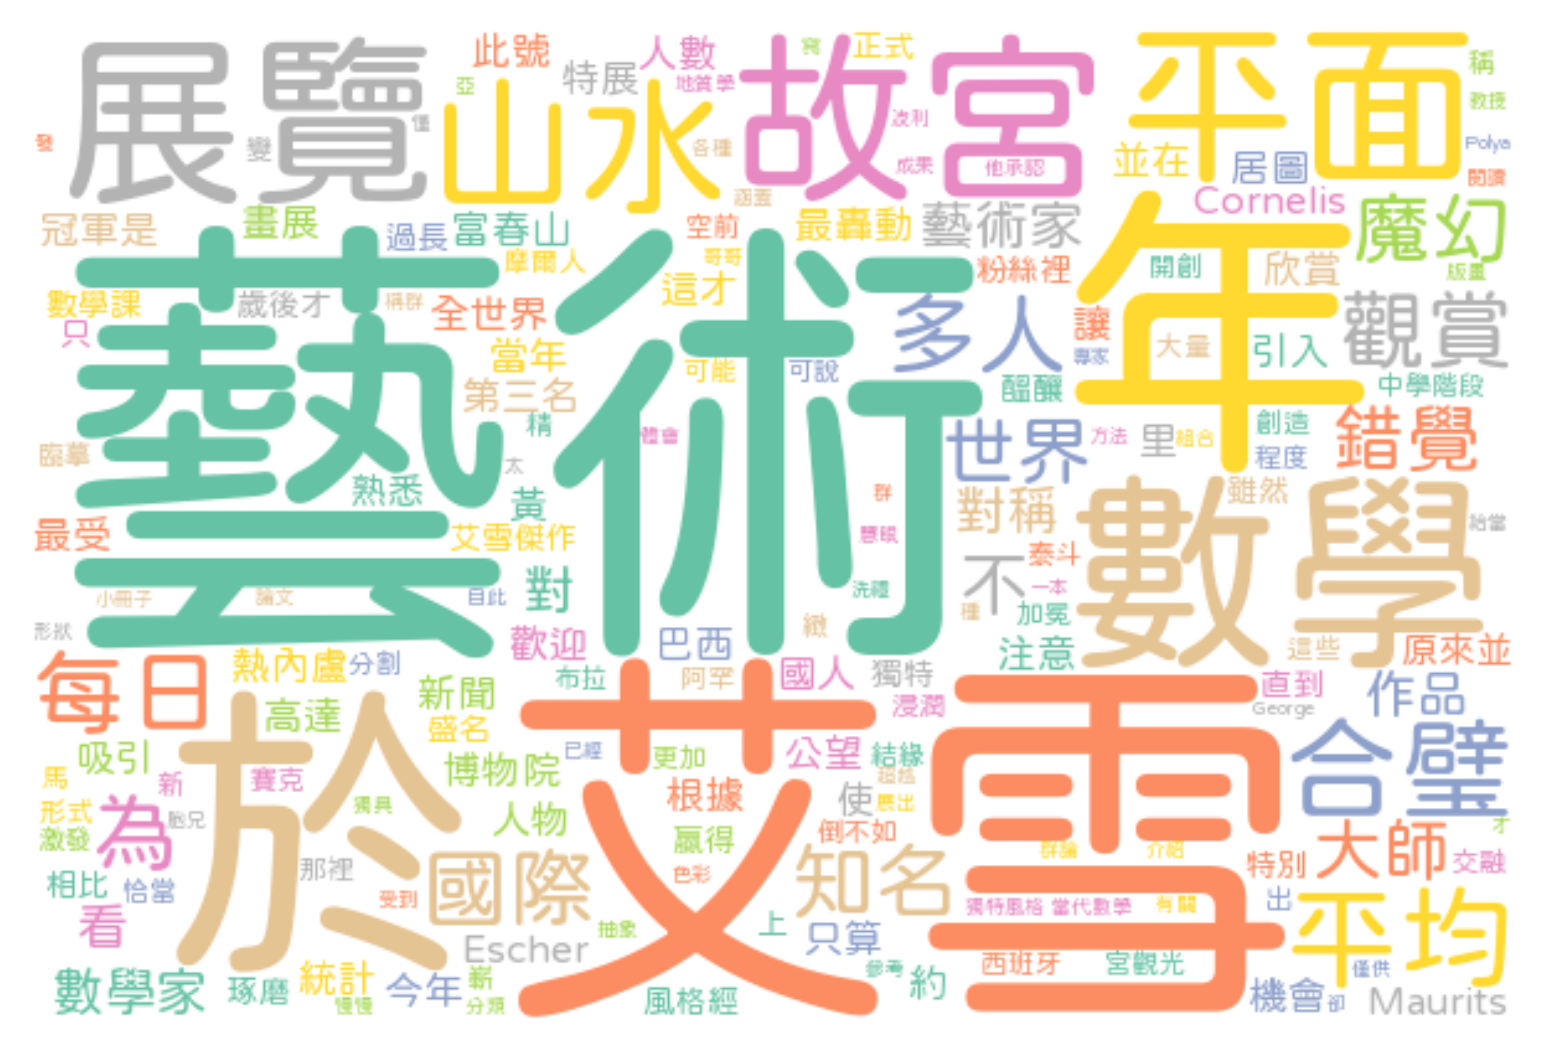 展覽
此號
山水
特展
人數
地質學
亞
故宮
窩
正式
平面
稱
教授
Polya
閱讀
發
變
懂
各種
波利
成果
他承認
涵蓋
並在
居圖
Cornelis
魔幻
版畫
冠軍是
畫展
過長
富春山
空前
最轟動
藝術家
哥哥
摩爾人
這才
粉絲裡
開創
欣賞
年
數學課
只
歲後才
稱群
全世界
藝術
當年
第三名
可能
可說
多人
讓
專家
大量
引入
觀賞
中學階段
醞釀
精
太
體會
世界
方法
里
組合
創造
程度
錯覺
臨摹
熟悉
黃
群
對稱
雖然
數學
恰當
最受
艾雪傑作
慧眼
不
泰斗
一本
小冊子
論文
自此
對
洗禮
種
加冕
形狀
歡迎
巴西
緻
注意
這些
原來並
每日
熱內盧
分割
布拉
阿罕
國人
獨特
浸潤
直到
George
作品
新聞
高達
盛名
於
艾雪
吸引
馬
新
賽克
博物院
已經
更加
公望
結緣
超越
合璧
形式
激發
為
胞兄
獨具
人物
根據
使
展出
贏得
倒不如
才
相比
恰當
那裡
受到
國際
色彩
知名
群論
介紹
特別
大師
交融
看
Escher
抽象
上
只算
獨特風格
當代數學
有關
出
平均
數學家
琢磨
統計
慢慢
今年
嶄
分類
風格經
參考
約
西班牙
宮觀光
機會
卻
僅供
Maurits